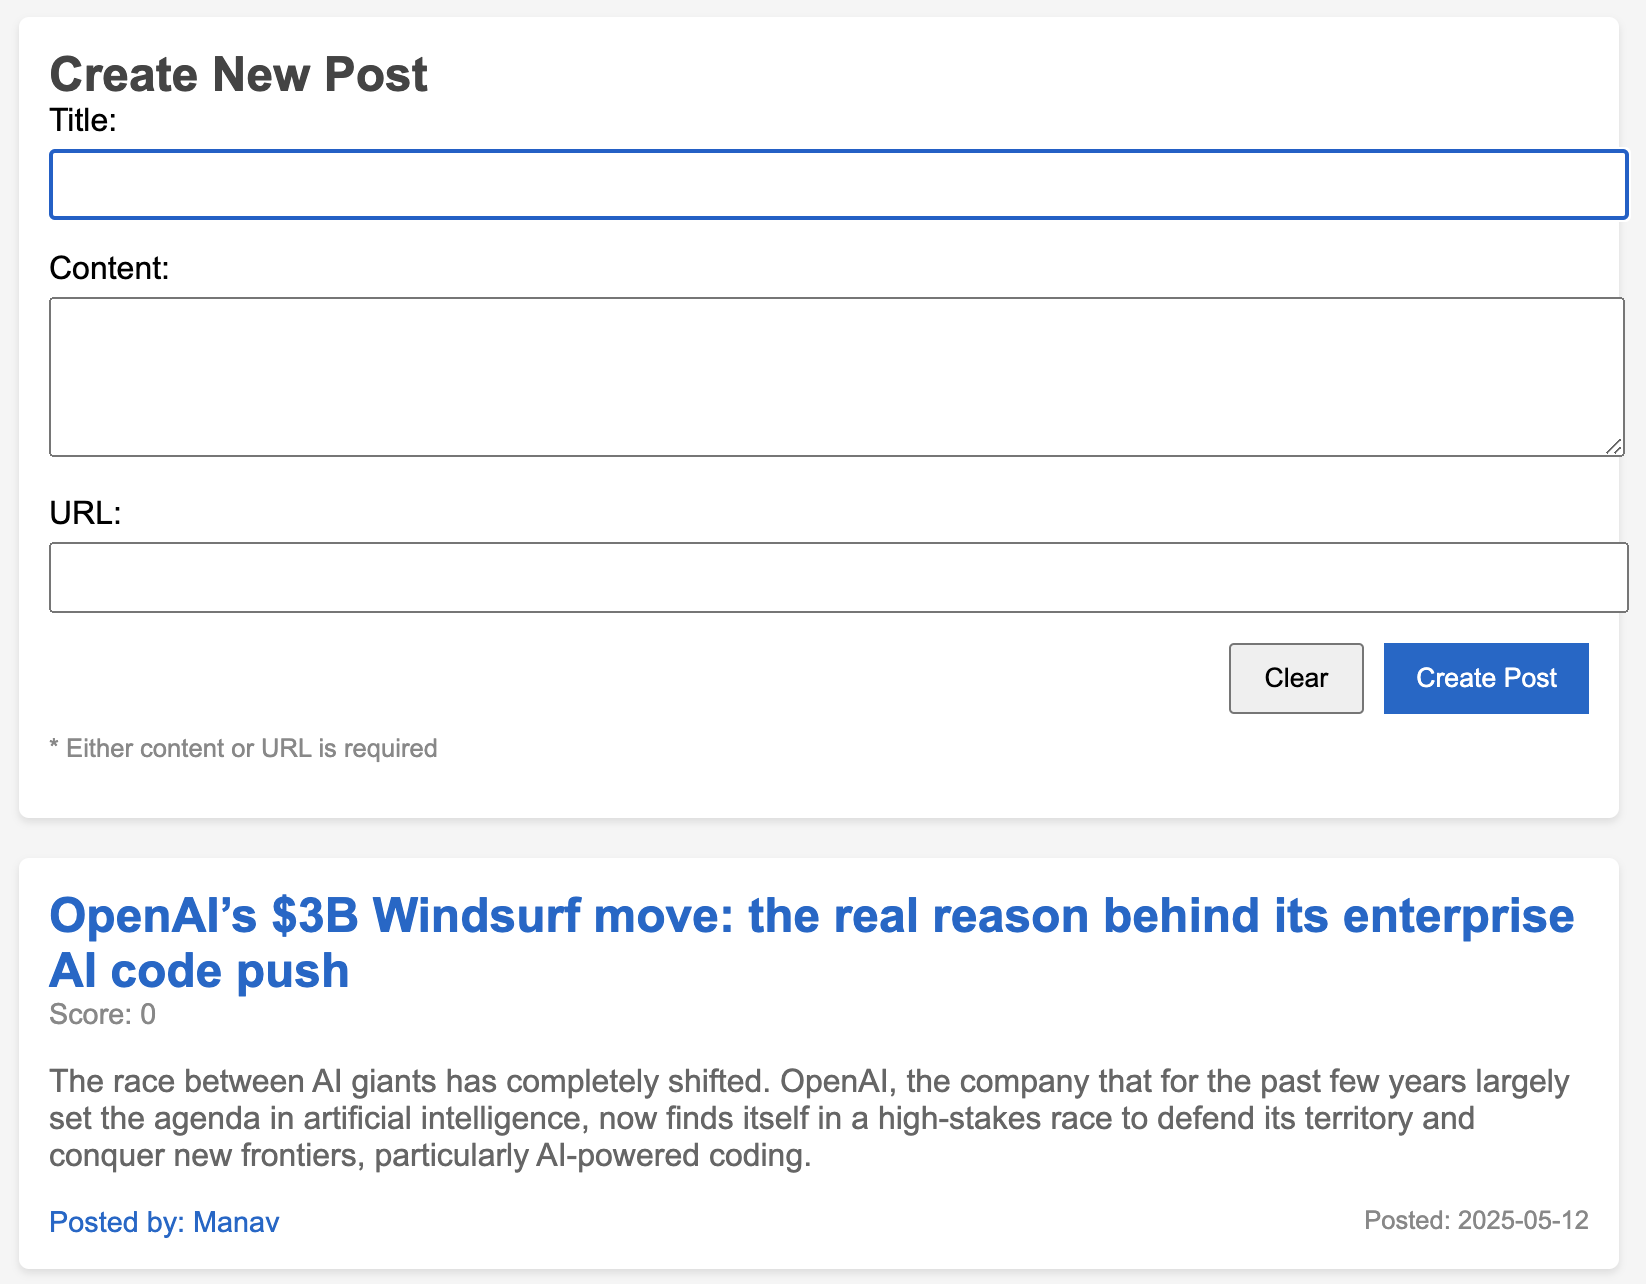 Create New Post
Title:
Content:
URL:
Clear
Create Post
* Either content or URL is required
OpenAI’s $3B Windsurf move: the real reason behind its enterprise
AI code push
Score: 0
The race between AI giants has completely shifted. OpenAI, the company that for the past few years largely
set the agenda in artificial intelligence, now finds itself in a high-stakes race to defend its territory and
conquer new frontiers, particularly AI-powered coding.
Posted by: Manav
Posted: 2025-05-12